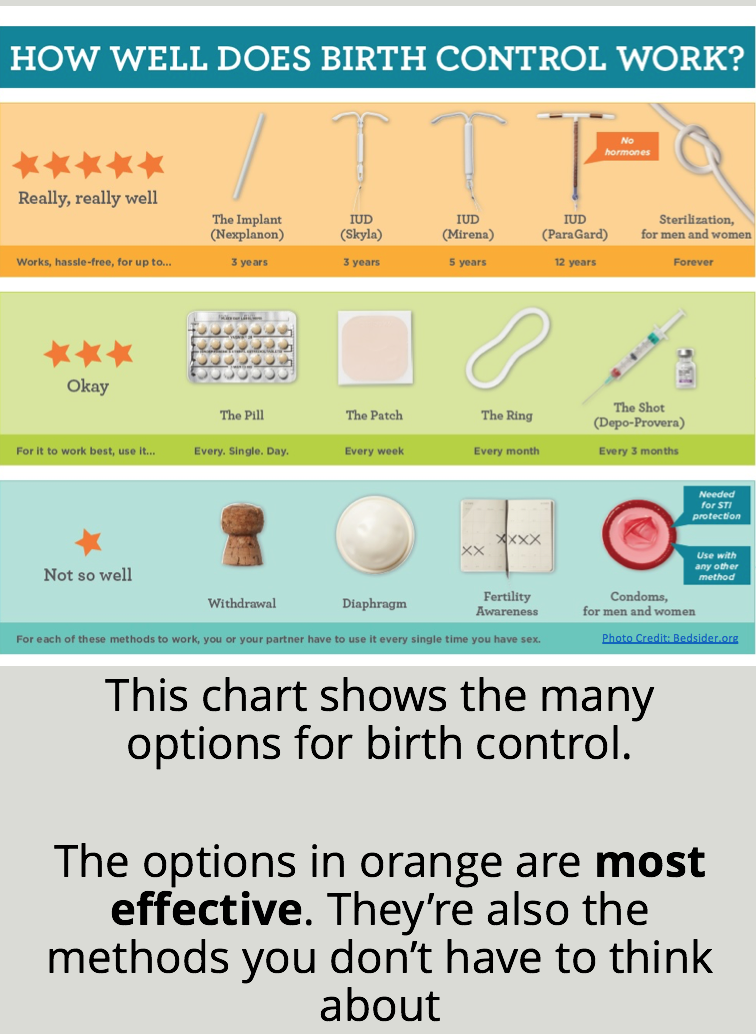 HOW WELL DOES BIRTH CONTROL WORK?
No
hormones
Really, really well
The Implant
(Nexplanon)
IUD
(Skyla)
IUD
(Mirena)
IUD
(ParaGard)
Sterilization,
for men and women
Works, hassle-free, for up to...
3 years
3 years
5 years
12 years
Forever
Okay
The Pill
The Patch
The Ring
The Shot
(Depo-Provera)
For it to work best, use it...
Every. Single. Day.
Every week
Every month
Every 3 months
Needed
for STI
protection
Use with
any other
method
Not so well
Withdrawal
Diaphragm
Fertility
Awareness
Condoms,
for men and women
For each of these methods to work, you or your partner have to use it every single time you have sex.
Photo Credit: Bedsider.org
This chart shows the many
options for birth control.
The options in orange are most
effective. They're also the
methods you don't have to think
about